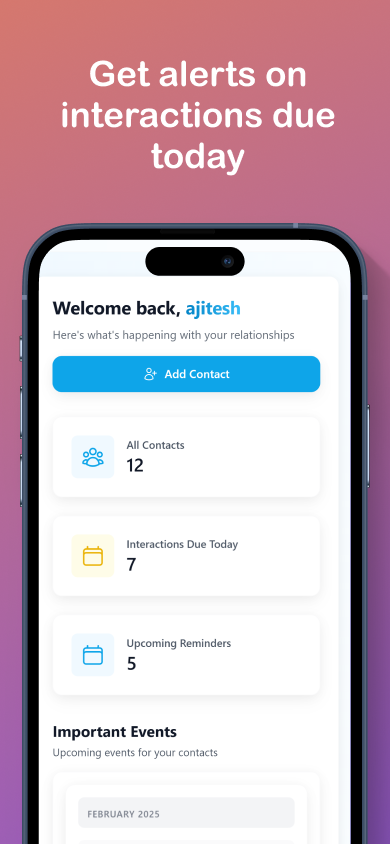 Get alerts on
interactions due
today
Welcome back, ajitesh
Here's what's happening with your relationships
Add Contact
All Contacts
12
Interactions Due Today
7
Upcoming Reminders
5
Important Events
Upcoming events for your contacts
FEBRUARY 2025